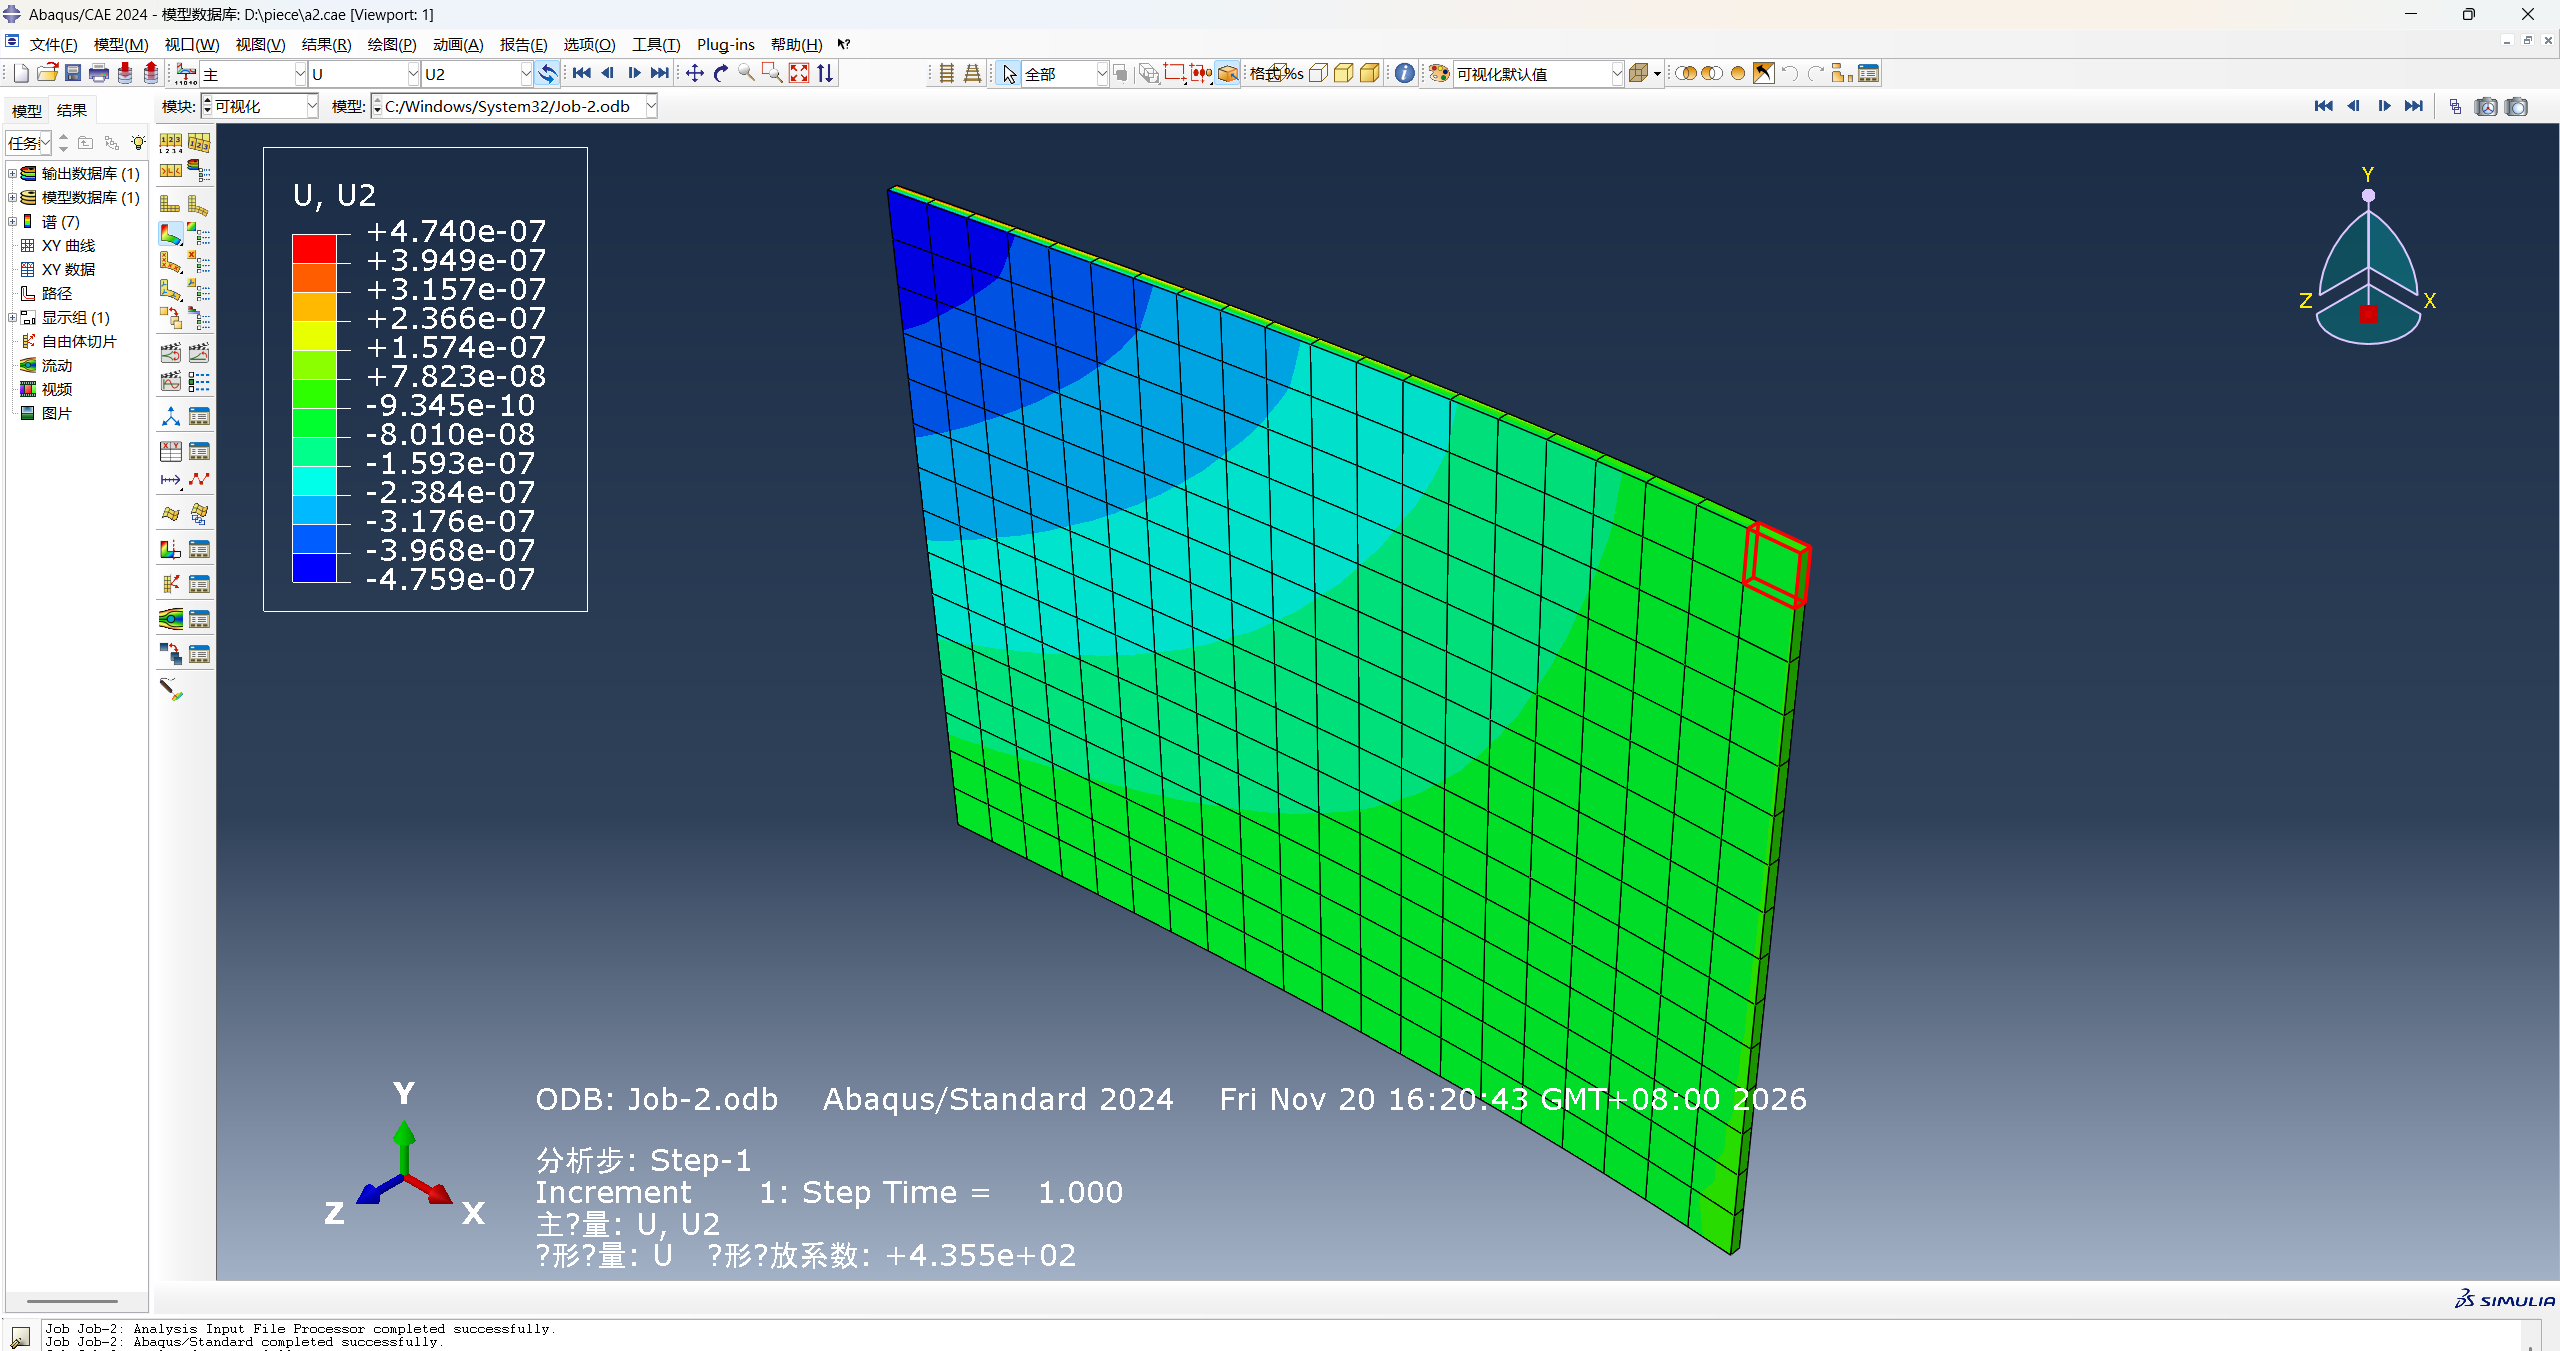 Abaqus/CAE 2024 - 模型数据库: D:\piece\a2.cae [Viewport: 1]
文件(F) 模型(M) 视口(W) 视图(V) 结果(R) 绘图(P) 动画(A) 报告(E) 选项(O) 工具(T) Plug-ins 帮助(H)
主 U U2 全部 格式%s 可视化默认值
模型 结果 模块: 可视化 模型: C:/Windows/System32/Job-2.odb
任务
输出数据库 (1)
模型数据库 (1)
谱 (7)
XY 曲线
XY 数据
路径
显示组 (1)
自由体切片
流动
视频
图片
U, U2
+4.740e-07
+3.949e-07
+3.157e-07
+2.366e-07
+1.574e-07
+7.823e-08
-9.345e-10
-8.010e-08
-1.593e-07
-2.384e-07
-3.176e-07
-3.968e-07
-4.759e-07
Y
Z X
Y
Z X
ODB: Job-2.odb Abaqus/Standard 2024 Fri Nov 20 16:20:43 GMT+08:00 2026
分析步: Step-1
Increment 1: Step Time = 1.000
主?量: U, U2
?形?量: U ?形?放系数: +4.355e+02
SIMULIA
Job Job-2: Analysis Input File Processor completed successfully.
Job Job-2: Abaqus/Standard completed successfully.